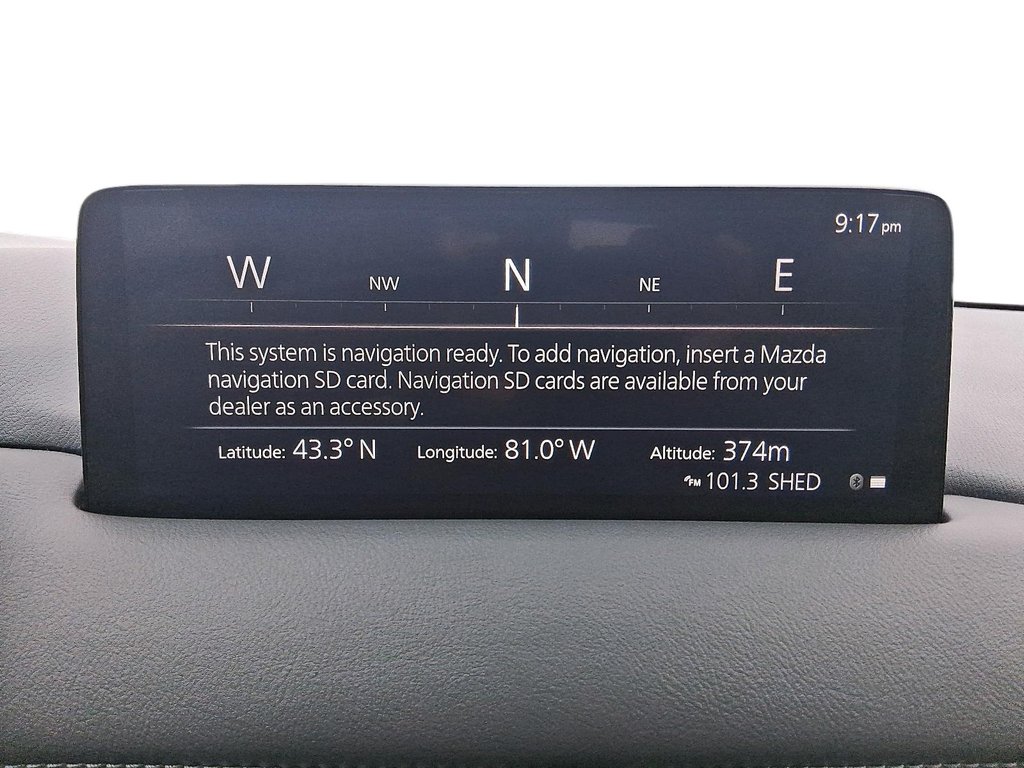 9:17 pm
W NW N NE E
This system is navigation ready. To add navigation, insert a Mazda
navigation SD card. Navigation SD cards are available from your
dealer as an accessory.
Latitude: 43.3° N Longitude: 81.0° W Altitude: 374m
FM 101.3 SHED